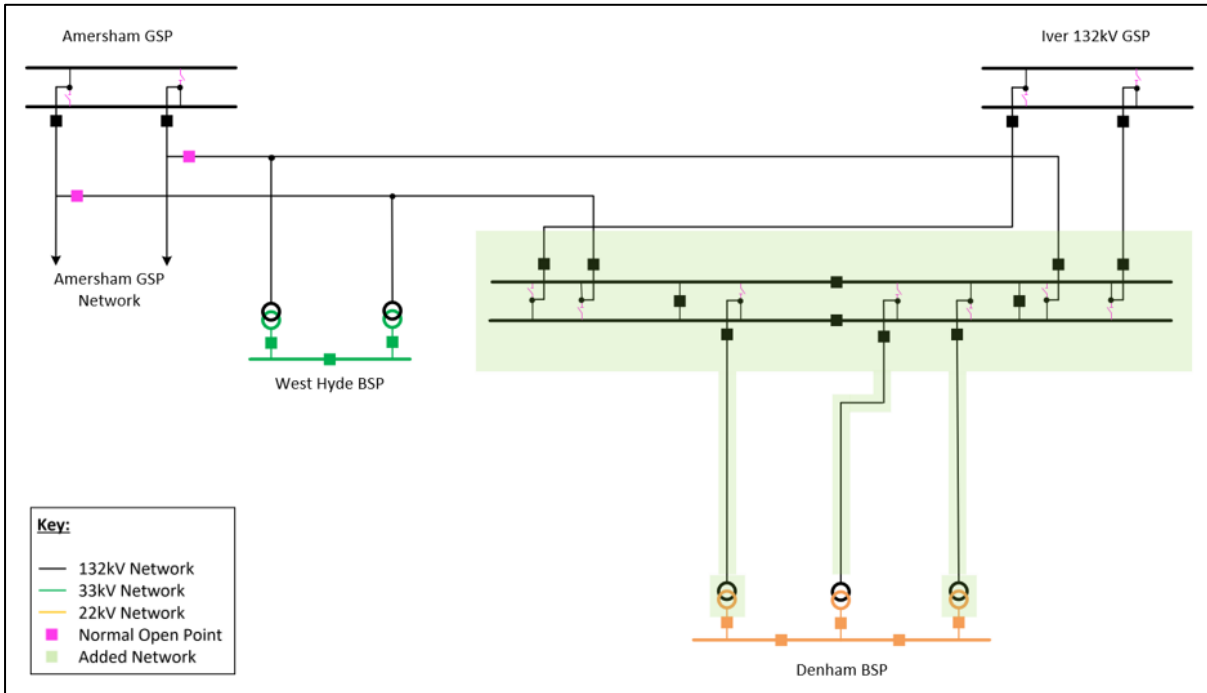 Amersham GSP
Iver 132kV GSP
Amersham GSP
Network
West Hyde BSP
Key:
132kV Network
33kV Network
22kV Network
Normal Open Point
Added Network
Denham BSP